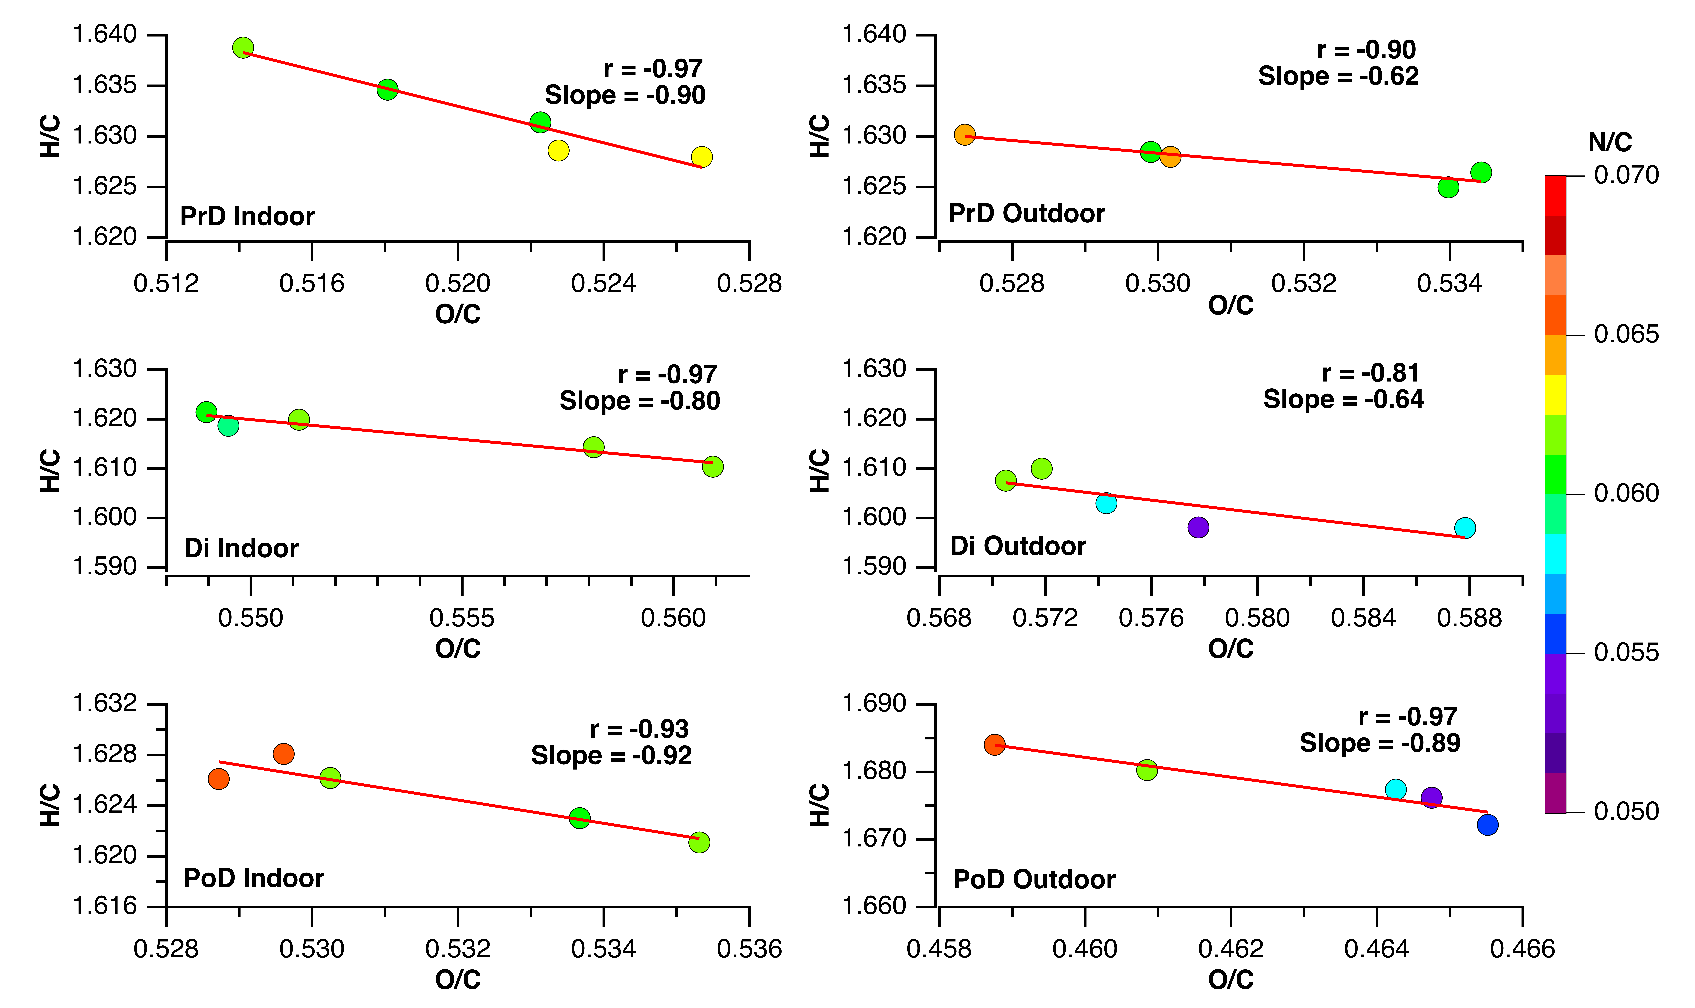 1.640
1.635
1.630
1.625
1.620
H/C
r = -0.97
Slope = -0.90
PrD Indoor
0.512 0.516 0.520 0.524 0.528
O/C
1.640
1.635
1.630
1.625
1.620
H/C
r = -0.90
Slope = -0.62
PrD Outdoor
0.528 0.530 0.532 0.534
O/C
1.630
1.620
1.610
1.600
1.590
H/C
r = -0.97
Slope = -0.80
Di Indoor
0.550 0.555 0.560
O/C
1.630
1.620
1.610
1.600
1.590
H/C
r = -0.81
Slope = -0.64
Di Outdoor
0.568 0.572 0.576 0.580 0.584 0.588
O/C
1.632
1.628
1.624
1.620
1.616
H/C
r = -0.93
Slope = -0.92
PoD Indoor
0.528 0.530 0.532 0.534 0.536
O/C
1.690
1.680
1.670
1.660
H/C
r = -0.97
Slope = -0.89
PoD Outdoor
0.458 0.460 0.462 0.464 0.466
O/C
N/C
0.070
0.065
0.060
0.055
0.050